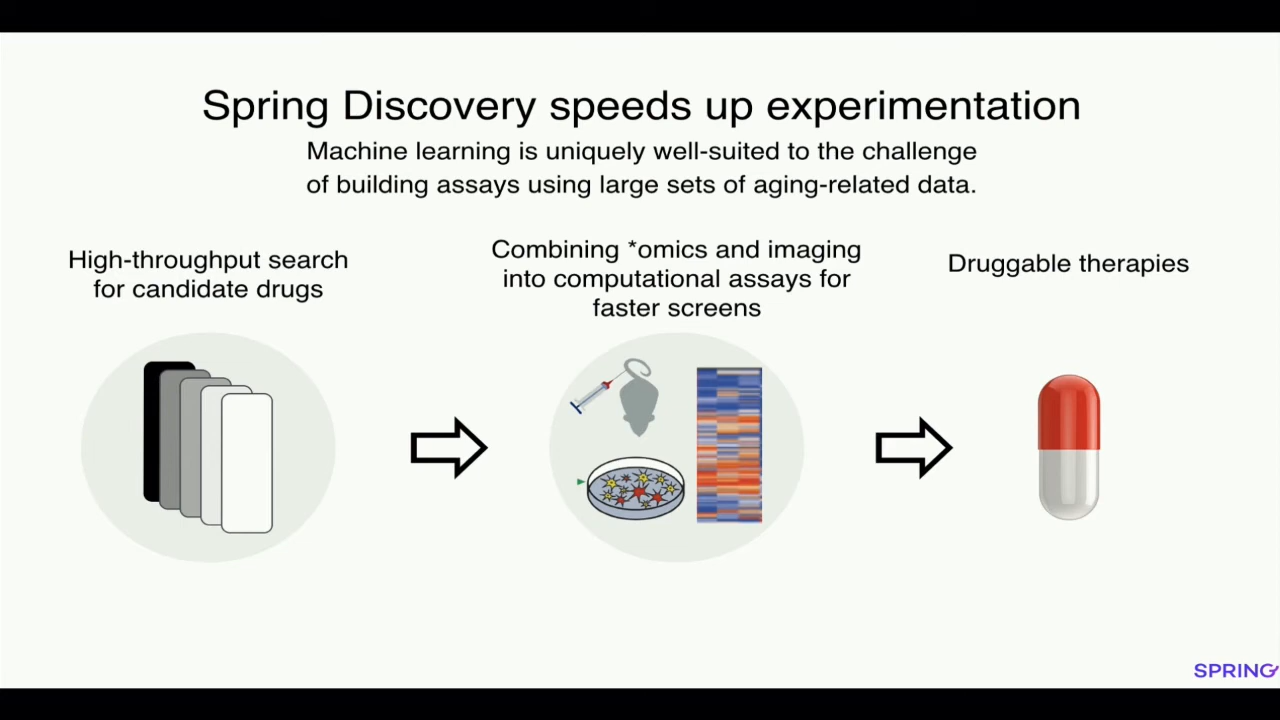 Spring Discovery speeds up experimentation
Machine learning is uniquely well-suited to the challenge
of building assays using large sets of aging-related data.
High-throughput search
for candidate drugs
Combining *omics and imaging
into computational assays for
faster screens
Druggable therapies
SPRING